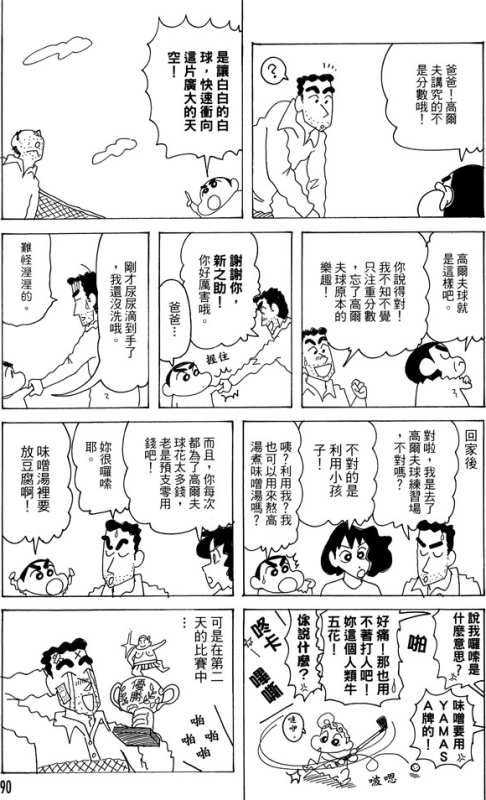 爸爸！高爾
夫講究的不
是分數哦！
？
是讓白白的白
球，快速衝向
這片廣大的天
空！
高爾夫球就
是這樣吧。
你說得對！
我不知不覺
只注重分數
，忘了高爾
夫球原本的
樂趣！
謝謝你，
新之助！
你好厲害哦。
握住
爸爸…
剛才尿尿滴到手了
，我還沒洗哦。
難怪溼溼的。
回家後
對啦，我是去了
高爾夫球練習場
，不對嗎？
不對的是
利用小孩
子！
咦？利用我？我
也可以用來熬高
湯煮味噌湯嗎？
而且，你每次
都為了高爾夫
球花太多錢，
老是預支零用
錢吧！
妳很囉嗦
耶。
味噌湯裡要
放豆腐啊！
說我囉嗦是
什麼意思？
啪
味噌要用
YAMAS
A牌的！
好痛！那也用
不著打人吧！
妳這個人類牛
五花！
你說什麼？
喀卡
哇咿
啵嗯
可是在第二
天的比賽中
…
優勝
啪
啪
啪
啪
90